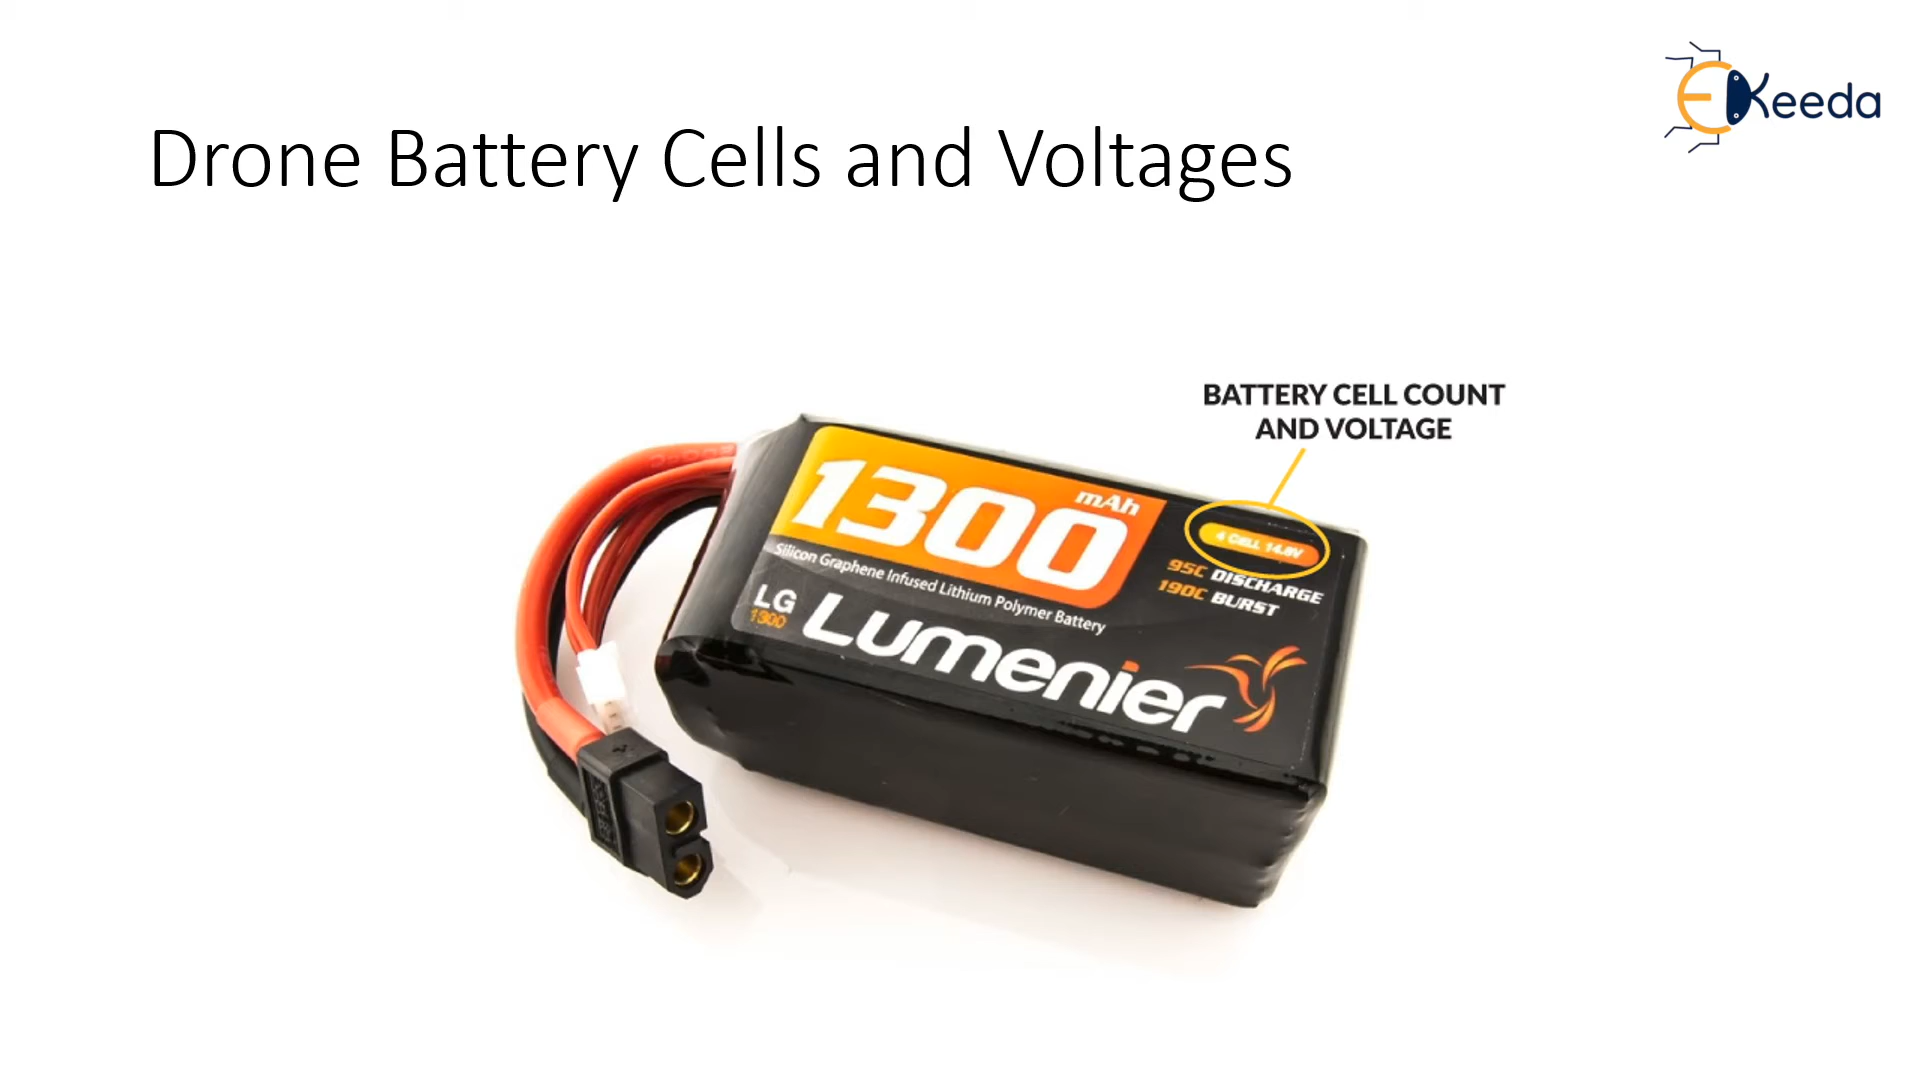 EKeeda
Drone Battery Cells and Voltages
BATTERY CELL COUNT
AND VOLTAGE
1300 mAh
4 CELL 14.8V
95C DISCHARGE
190C BURST
Silicon Graphene Infused Lithium Polymer Battery
LG
1300
Lumenier